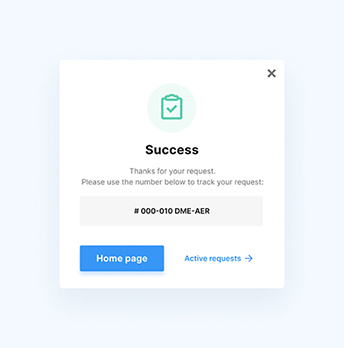 Success
Thanks for your request.
Please use the number below to track your request:
# 000-010 DME-AER
Home page
Active requests